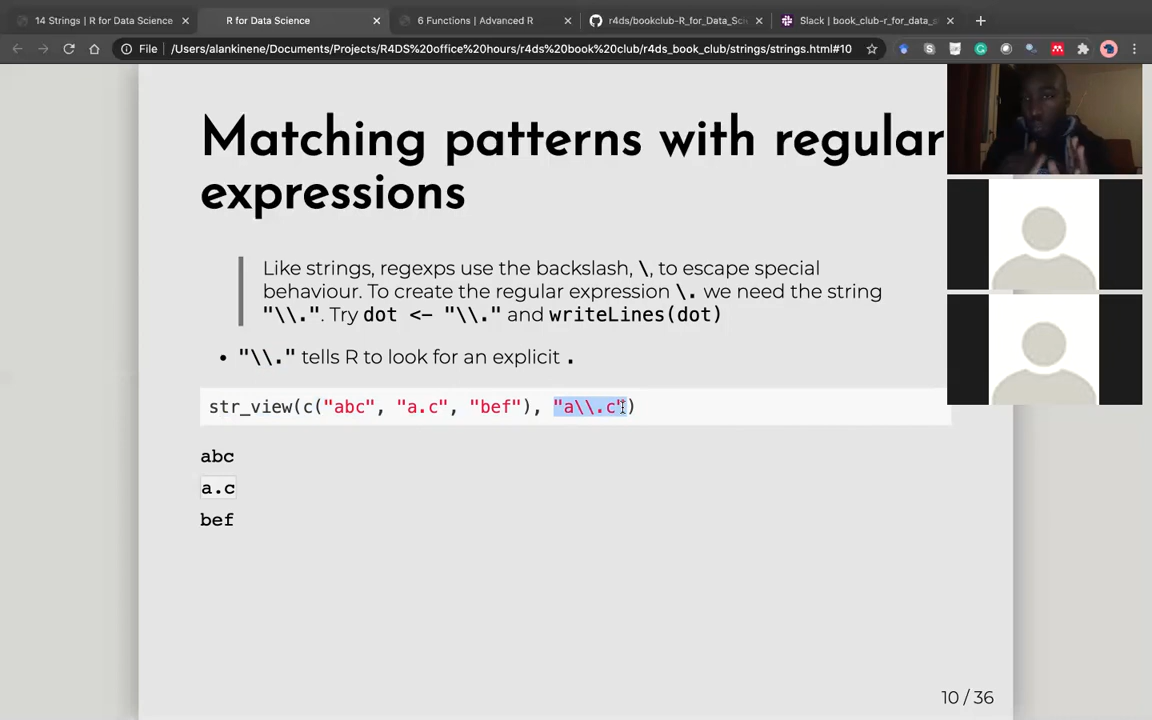 14 Strings | R for Data Science
R for Data Science
6 Functions | Advanced R
r4ds/bookclub-R_for_Data_Sci
Slack | book_club-r_for_data_s
File
/Users/alankinene/Documents/Projects/R4DS%20office%20hours/r4ds%20book%20club/r4ds_book_club/strings/strings.html#10
Matching patterns with regular
expressions
Like strings, regexps use the backslash, \, to escape special
behaviour. To create the regular expression \. we need the string
"\\.". Try dot <- "\\." and writeLines(dot)
• "\\." tells R to look for an explicit .
str_view(c("abc", "a.c", "bef"), "a\\.c")
abc
a.c
bef
10 / 36